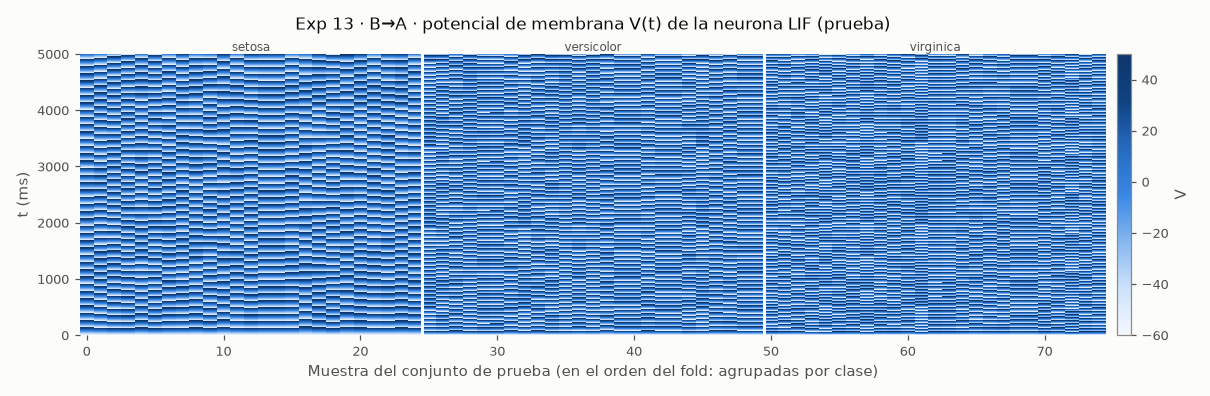 Exp 13 · B→A · potencial de membrana V(t) de la neurona LIF (prueba)
setosa
versicolor
virginica
5000
4000
3000
2000
1000
0
t (ms)
0
10
20
30
40
50
60
70
Muestra del conjunto de prueba (en el orden del fold: agrupadas por clase)
40
20
0
−20
−40
−60
V